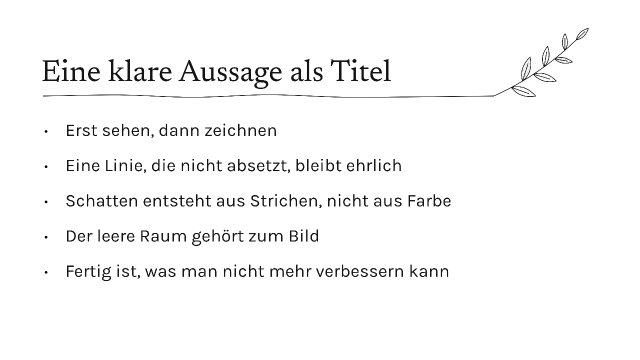 Eine klare Aussage als Titel
• Erst sehen, dann zeichnen
• Eine Linie, die nicht absetzt, bleibt ehrlich
• Schatten entsteht aus Strichen, nicht aus Farbe
• Der leere Raum gehört zum Bild
• Fertig ist, was man nicht mehr verbessern kann